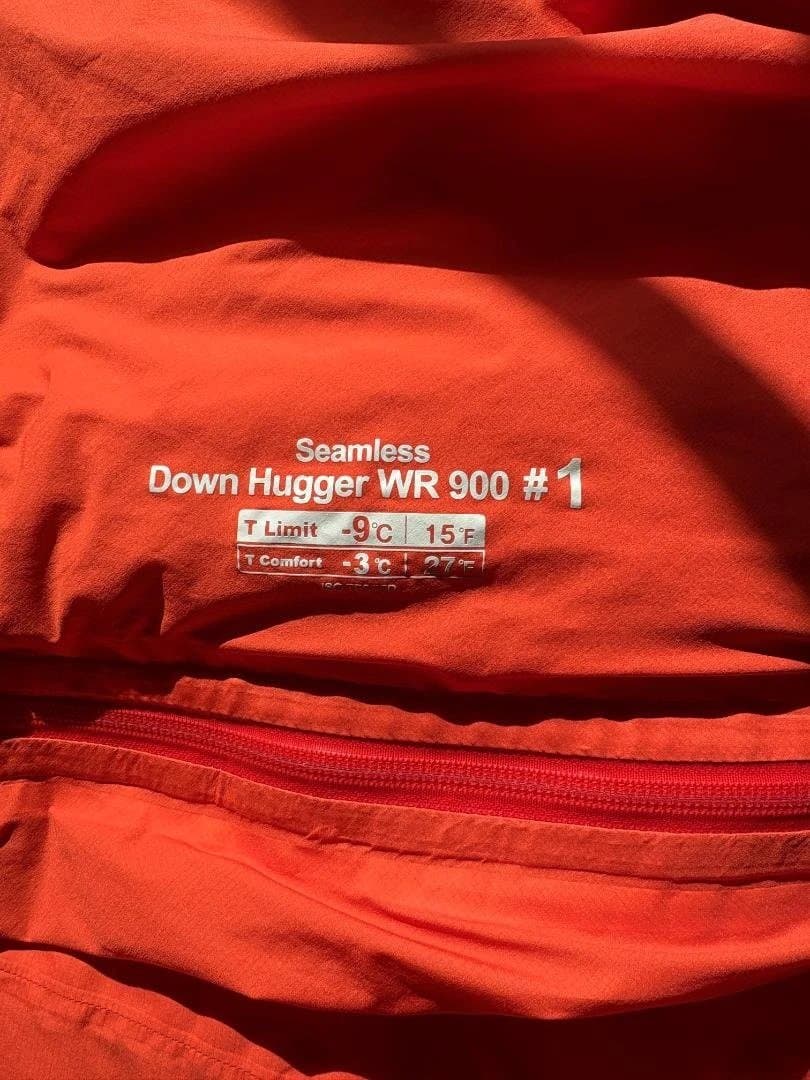 Seamless
Down Hugger WR 900 #1
T Limit -9℃ 15°F
T Comfort -3℃ 27°F